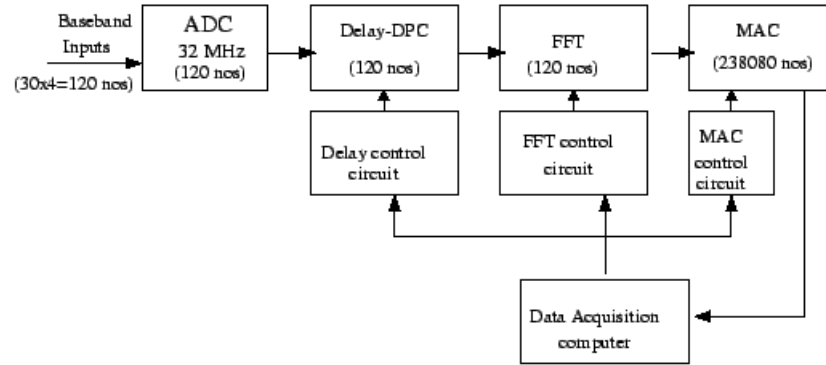 Baseband
Inputs
(30x4=120 nos)
ADC
32 MHz
(120 nos)
Delay-DPC
(120 nos)
FFT
(120 nos)
MAC
(238080 nos)
Delay control
circuit
FFT control
circuit
MAC
control
circuit
Data Acquisition
computer